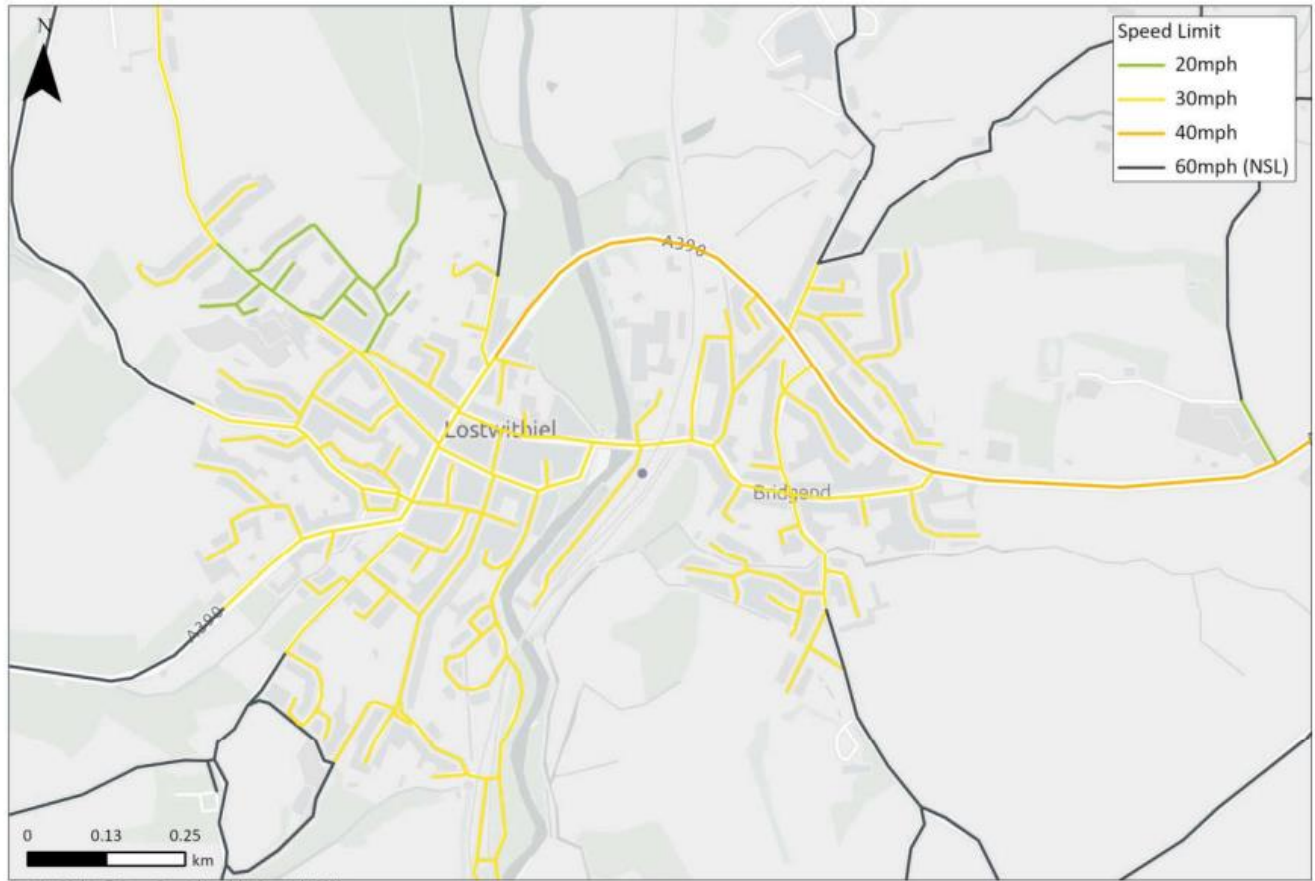 N
Speed Limit
20mph
30mph
40mph
60mph (NSL)
A390
Lostwithiel
Bridgend
A390
0 0.13 0.25
km